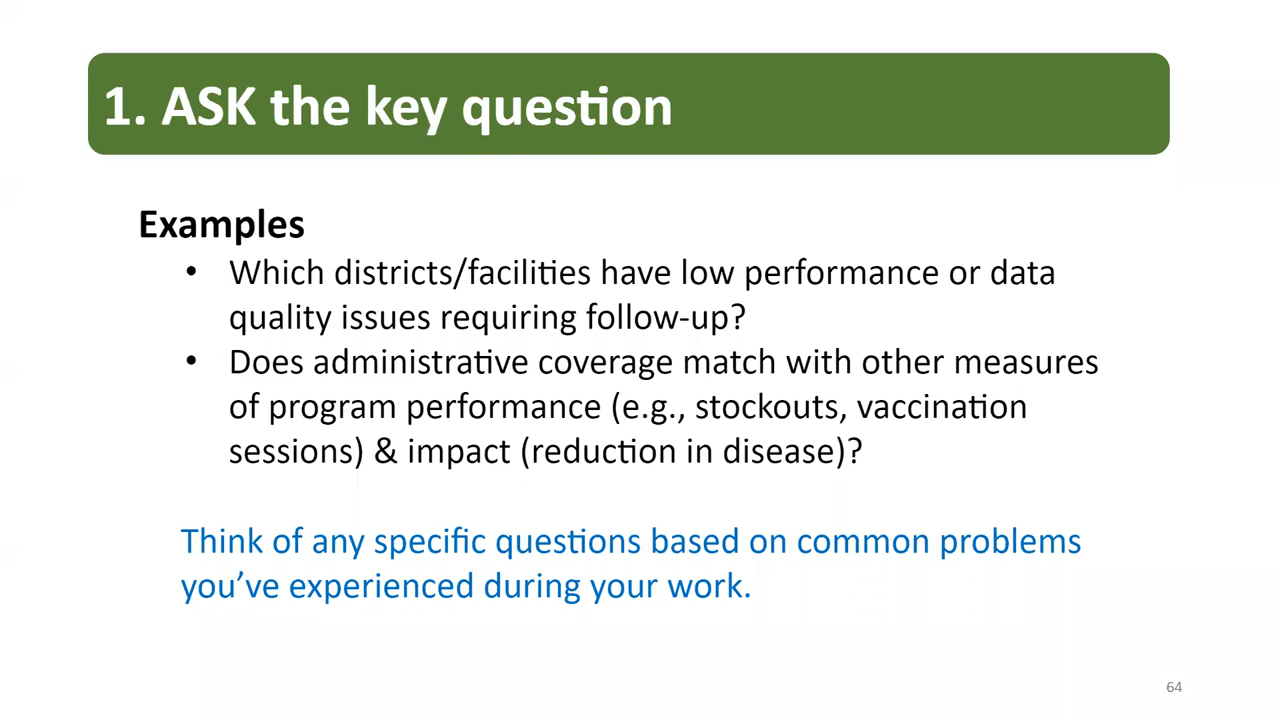 1. ASK the key question
Examples
• Which districts/facilities have low performance or data
quality issues requiring follow-up?
• Does administrative coverage match with other measures
of program performance (e.g., stockouts, vaccination
sessions) & impact (reduction in disease)?
Think of any specific questions based on common problems
you’ve experienced during your work.
64